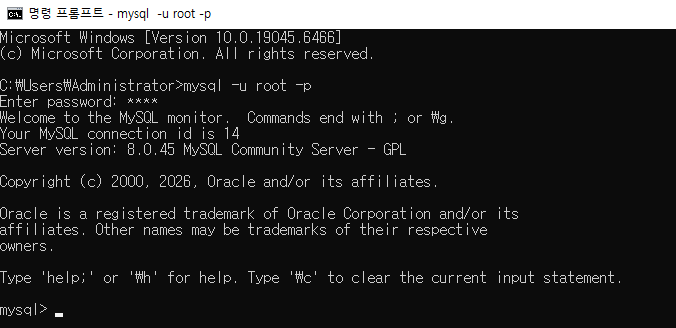 명령 프롬프트 - mysql -u root -p
Microsoft Windows [Version 10.0.19045.6466]
(c) Microsoft Corporation. All rights reserved.
C:₩Users₩Administrator>mysql -u root -p
Enter password: ****
Welcome to the MySQL monitor.  Commands end with ; or ₩g.
Your MySQL connection id is 14
Server version: 8.0.45 MySQL Community Server - GPL
Copyright (c) 2000, 2026, Oracle and/or its affiliates.
Oracle is a registered trademark of Oracle Corporation and/or its
affiliates. Other names may be trademarks of their respective
owners.
Type 'help;' or '₩h' for help. Type '₩c' to clear the current input statement.
mysql>